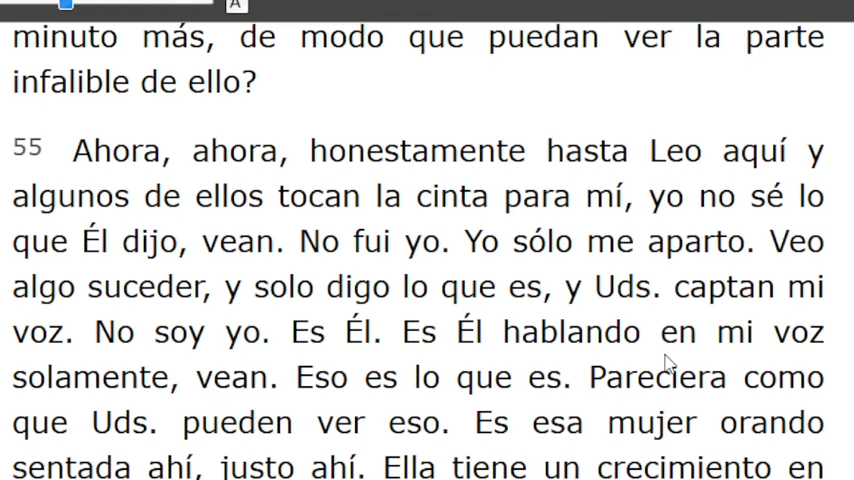 A
minuto más, de modo que puedan ver la parte
infalible de ello?
55 Ahora, ahora, honestamente hasta Leo aquí y
algunos de ellos tocan la cinta para mí, yo no sé lo
que Él dijo, vean. No fui yo. Yo sólo me aparto. Veo
algo suceder, y solo digo lo que es, y Uds. captan mi
voz. No soy yo. Es Él. Es Él hablando en mi voz
solamente, vean. Eso es lo que es. Pareciera como
que Uds. pueden ver eso. Es esa mujer orando
sentada ahí, justo ahí. Ella tiene un crecimiento en